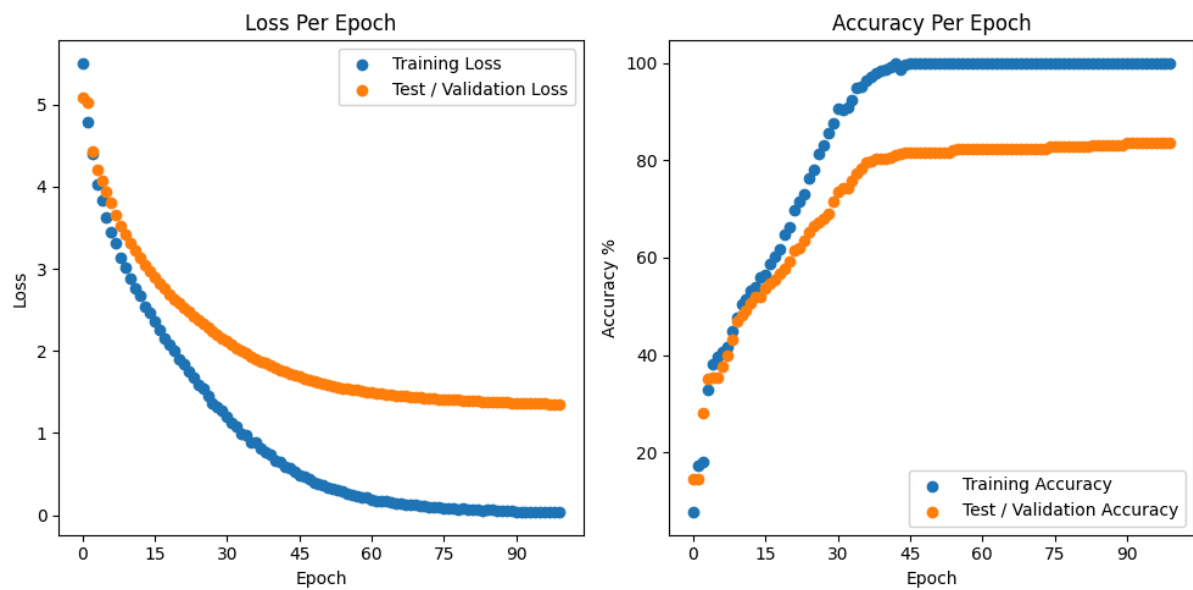 Loss Per Epoch
Training Loss
Test / Validation Loss
5
4
3
2
1
0
Loss
0 15 30 45 60 75 90
Epoch
Accuracy Per Epoch
100
80
60
40
20
Accuracy %
Training Accuracy
Test / Validation Accuracy
0 15 30 45 60 75 90
Epoch